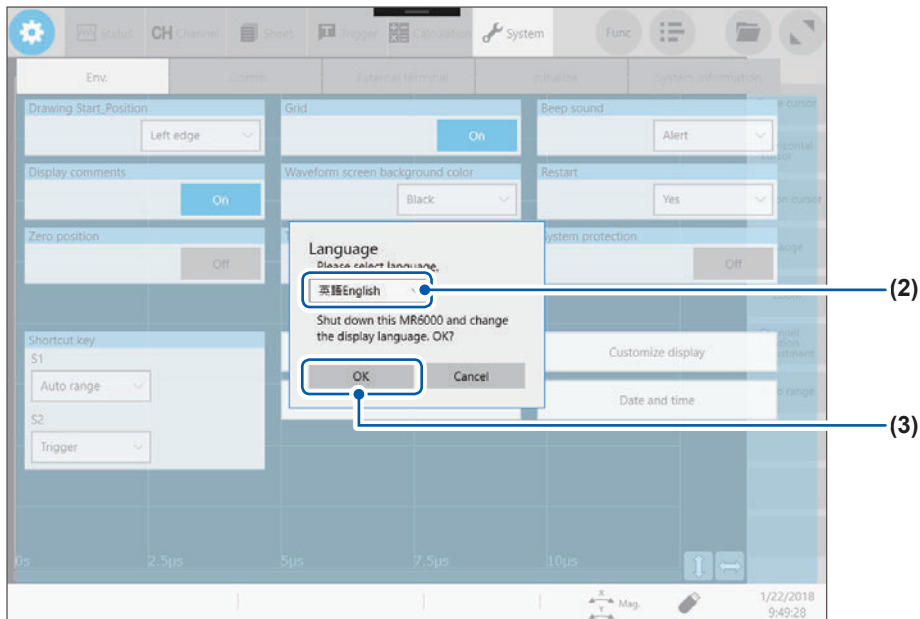 Status CH Channel Sheet Trigger Calculation System Func
Env. Comm. External terminal Initialize System information
Drawing Start_Position Grid Beep sound
Left edge On Alert
Display comments Waveform screen background color Restart
On Black Yes
Zero position System protection
Off Off
Language
Please select language.
英語English
(2)
Shut down this MR6000 and change
the display language. OK?
OK Cancel
(3)
Shortcut key
S1
Auto range
S2
Trigger
Customize display
Date and time
0s 2.5μs 5μs 7.5μs 10μs
X
Y
Mag.
1/22/2018
9:49:28